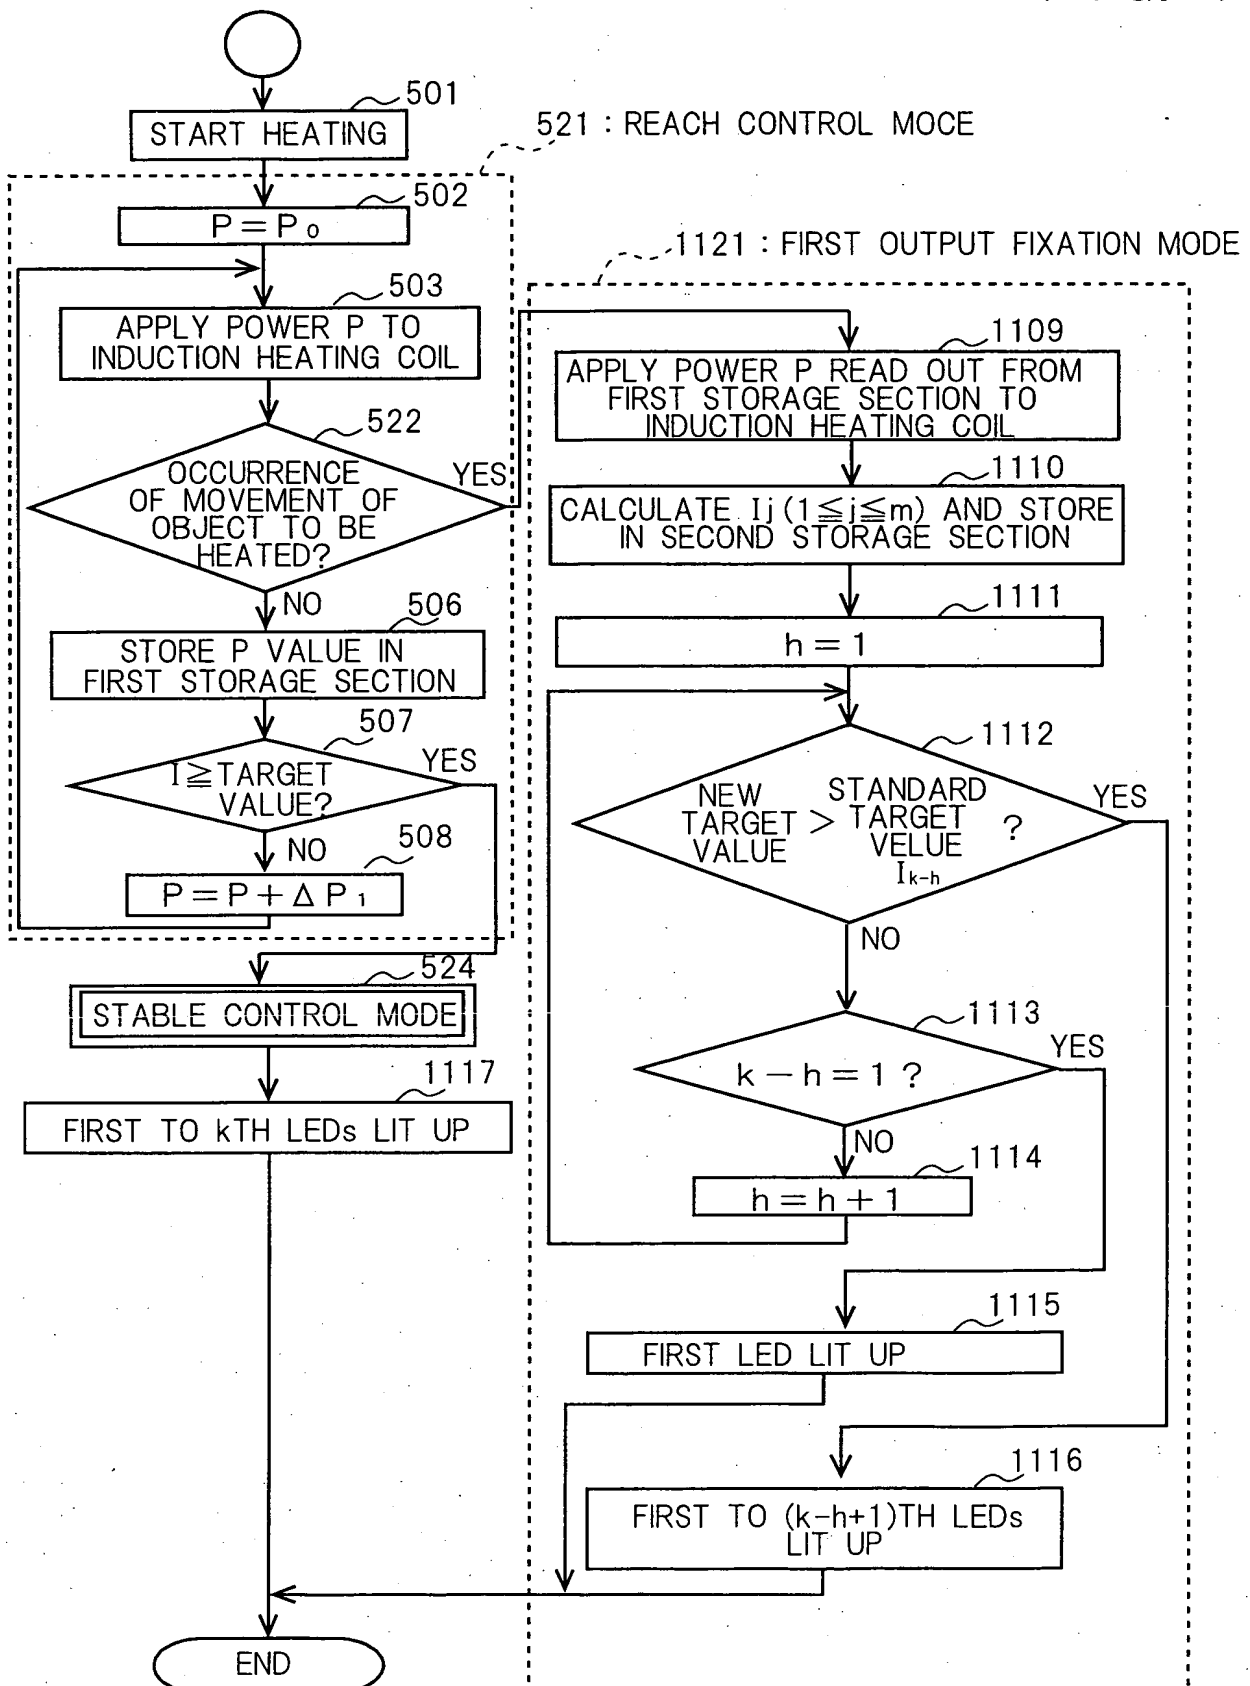 501
START HEATING
521 : REACH CONTROL MOCE
502
P = P₀
1121 : FIRST OUTPUT FIXATION MODE
503
APPLY POWER P TO
INDUCTION HEATING COIL
522
OCCURRENCE
OF MOVEMENT OF
OBJECT TO BE
HEATED?
YES
NO
506
STORE P VALUE IN
FIRST STORAGE SECTION
507
I ≧ TARGET
VALUE?
YES
NO
508
P = P + Δ P₁
524
STABLE CONTROL MODE
1117
FIRST TO kTH LEDs LIT UP
1109
APPLY POWER P READ OUT FROM
FIRST STORAGE SECTION TO
INDUCTION HEATING COIL
1110
CALCULATE Ij (1≦j≦m) AND STORE
IN SECOND STORAGE SECTION
1111
h = 1
1112
NEW
TARGET
VALUE
>
STANDARD
TARGET
VELUE
Iₖ₋ₕ
?
YES
NO
1113
k − h = 1 ?
YES
NO
1114
h = h + 1
1115
FIRST LED LIT UP
1116
FIRST TO (k-h+1)TH LEDs
LIT UP
END